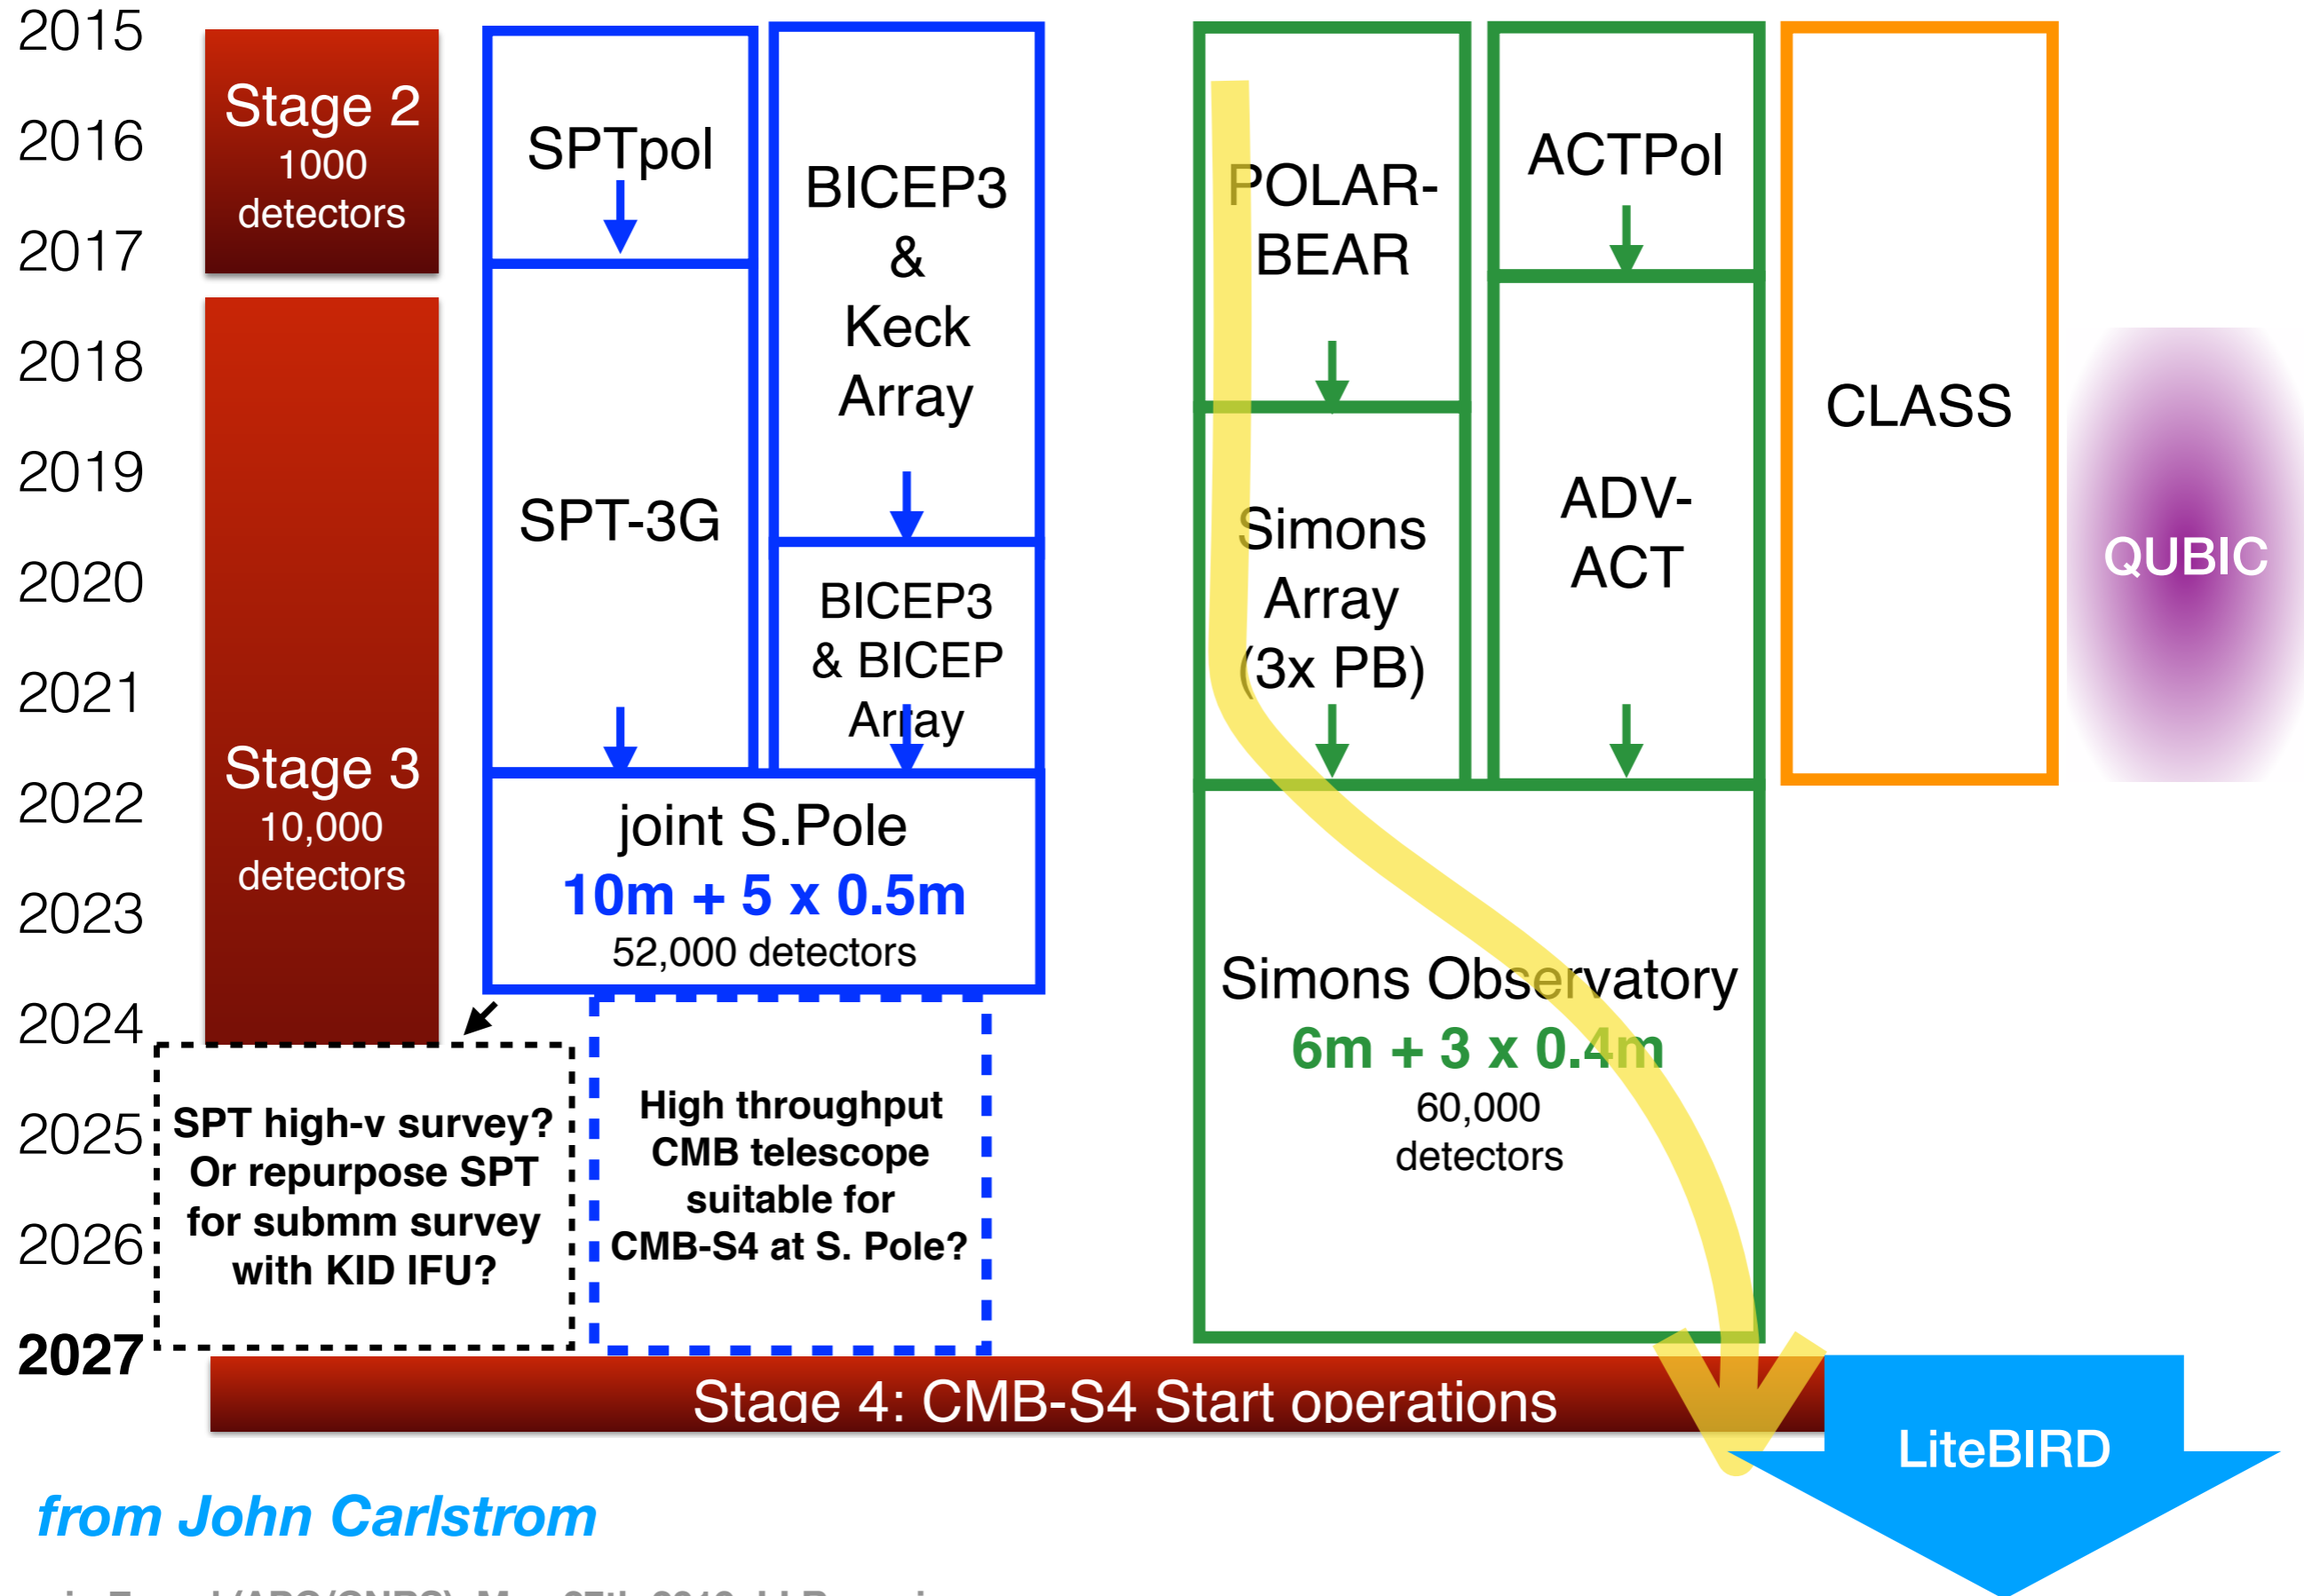 2015
2016
2017
2018
2019
2020
2021
2022
2023
2024
2025
2026
2027
Stage 2
1000
detectors
Stage 3
10,000
detectors
SPTpol
SPT-3G
BICEP3
&
Keck
Array
BICEP3
& BICEP
Array
joint S.Pole
10m + 5 x 0.5m
52,000 detectors
SPT high-v survey?
Or repurpose SPT
for submm survey
with KID IFU?
High throughput
CMB telescope
suitable for
CMB-S4 at S. Pole?
POLAR-
BEAR
Simons
Array
(3x PB)
ACTPol
ADV-
ACT
Simons Observatory
6m + 3 x 0.4m
60,000
detectors
CLASS
QUBIC
Stage 4: CMB-S4 Start operations
LiteBIRD
from John Carlstrom